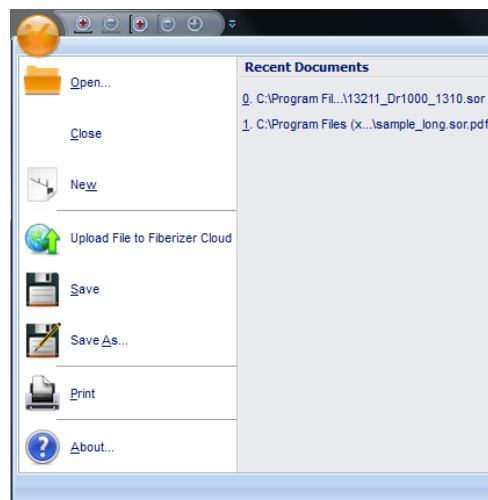 Open...
Close
New
Upload File to Fiberizer Cloud
Save
Save As...
Print
About...
Recent Documents
0. C:\Program Fil...\13211_Dr1000_1310.sor
1. C:\Program Files (x...\sample_long.sor.pdf